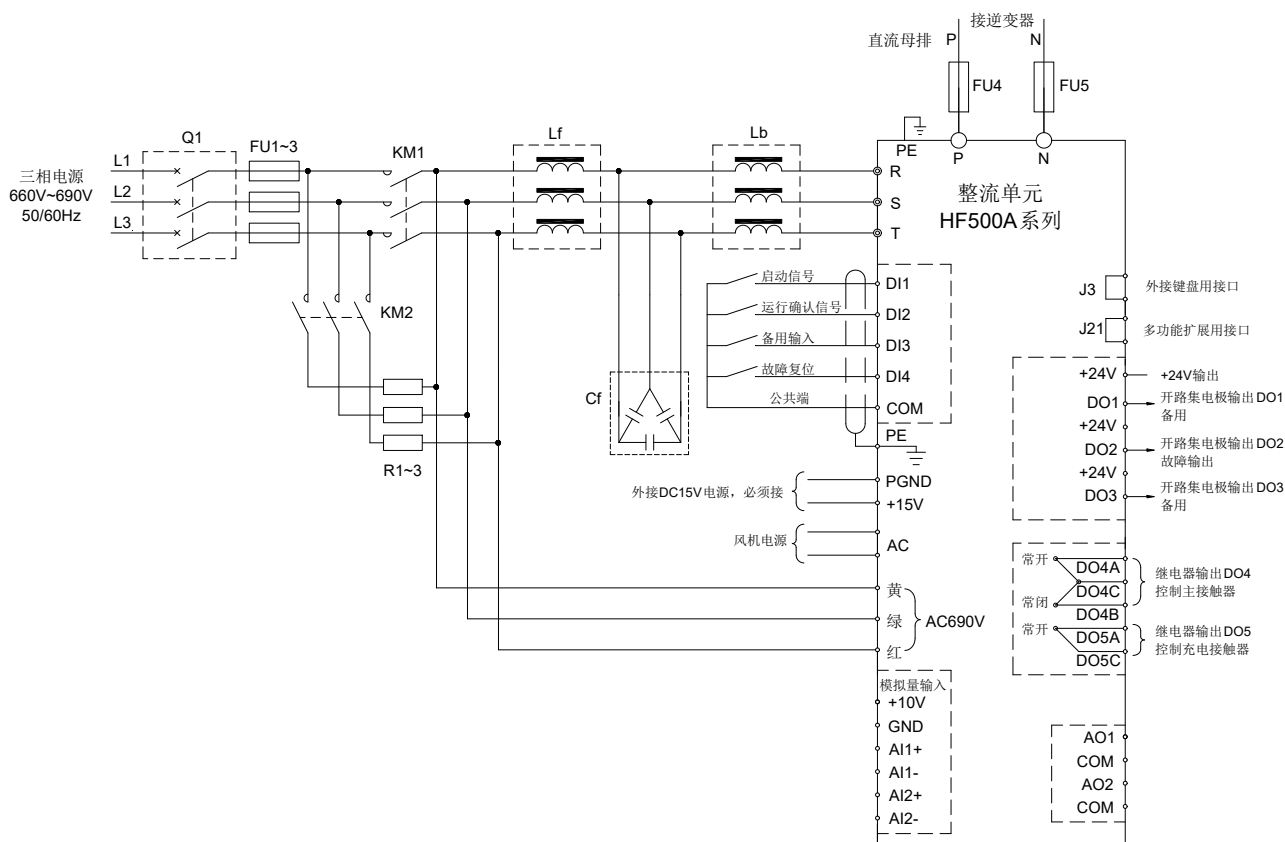 接逆变器
直流母排
P
N
FU4
FU5
PE
P
N
Q1
FU1~3
KM1
Lf
Lb
三相电源
660V~690V
50/60Hz
L1
L2
L3
R
S
T
整流单元
HF500A系列
KM2
R1~3
Cf
启动信号
DI1
运行确认信号
DI2
备用输入
DI3
故障复位
DI4
公共端
COM
PE
外接DC15V电源，必须接
PGND
+15V
风机电源
AC
黄
绿
红
AC690V
模拟量输入
+10V
GND
AI1+
AI1-
AI2+
AI2-
J3
外接键盘用接口
J21
多功能扩展用接口
+24V
+24V输出
DO1
开路集电极输出DO1
备用
+24V
DO2
开路集电极输出DO2
故障输出
+24V
DO3
开路集电极输出DO3
备用
常开
DO4A
DO4C
常闭
DO4B
继电器输出DO4
控制主接触器
常开
DO5A
DO5C
继电器输出DO5
控制充电接触器
AO1
COM
AO2
COM